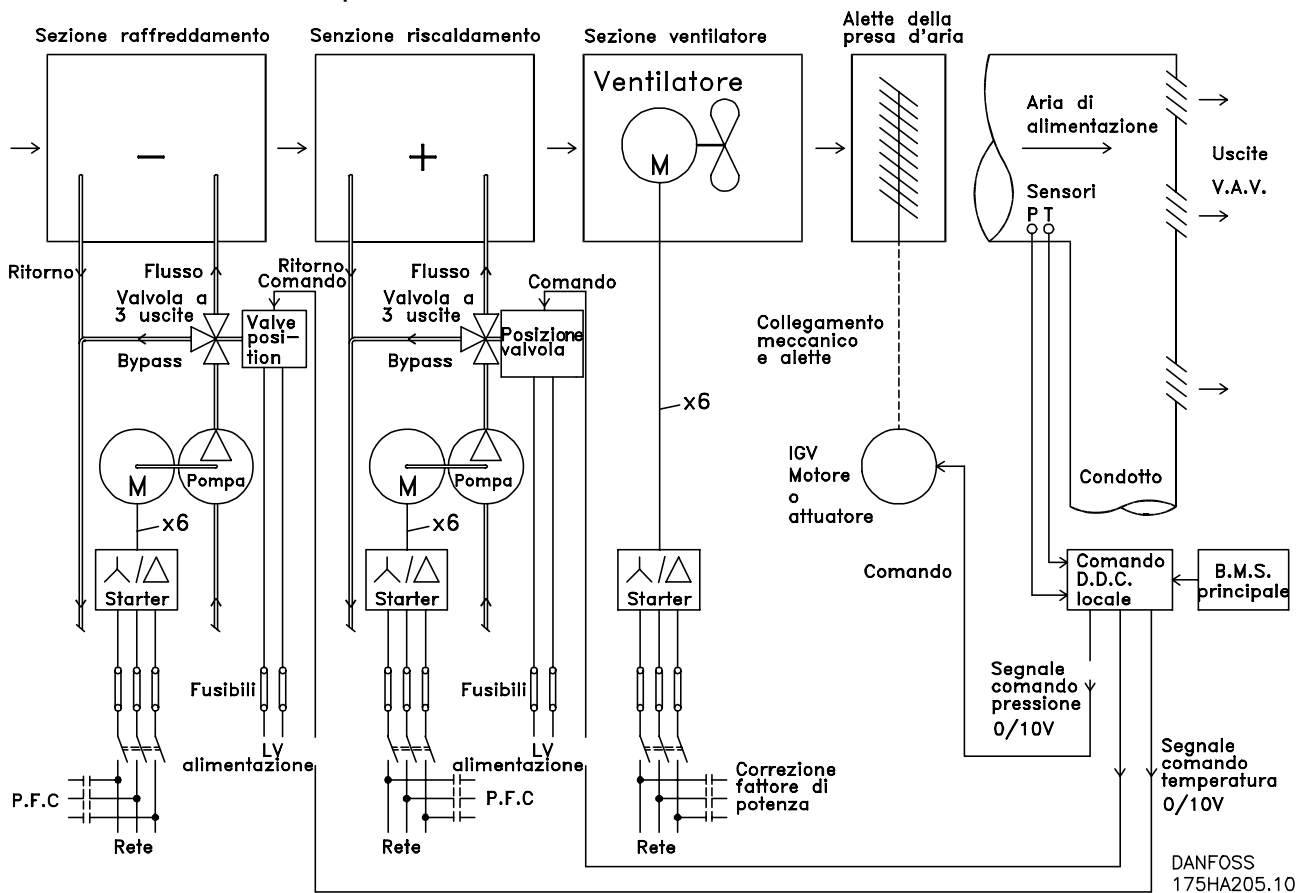 Sezione raffreddamento
Senzione riscaldamento
Sezione ventilatore
Alette della
presa d'aria
Ventilatore
M
Aria di
alimentazione
Uscite
V.A.V.
Sensori
P T
Ritorno
Flusso
Valvola a
3 uscite
Bypass
Comando
Valve
posi-
tion
Ritorno
Flusso
Valvola a
3 uscite
Bypass
Comando
Posizione
valvola
Collegamento
meccanico
e alette
x6
M
Pompa
x6
M
Pompa
x6
IGV
Motore
o
attuatore
Condotto
Starter
Starter
Starter
Comando
Comando
D.D.C.
locale
B.M.S.
principale
Fusibili
LV
alimentazione
Fusibili
LV
alimentazione
Segnale
comando
pressione
0/10V
Segnale
comando
temperatura
0/10V
P.F.C
P.F.C
Correzione
fattore di
potenza
Rete
Rete
Rete
DANFOSS
175HA205.10